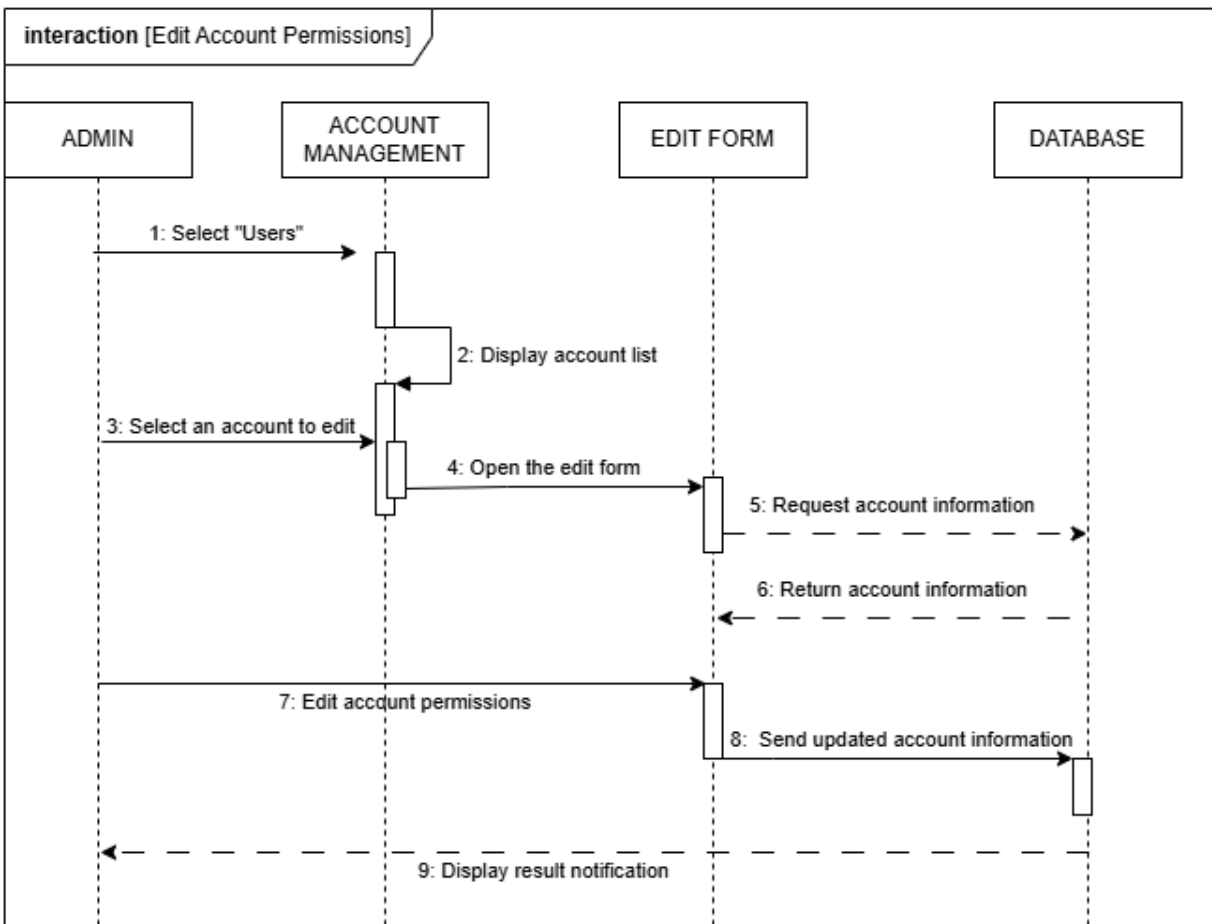 interaction [Edit Account Permissions]
ADMIN
ACCOUNT
MANAGEMENT
EDIT FORM
DATABASE
1: Select "Users"
2: Display account list
3: Select an account to edit
4: Open the edit form
5: Request account information
6: Return account information
7: Edit account permissions
8:  Send updated account information
9: Display result notification